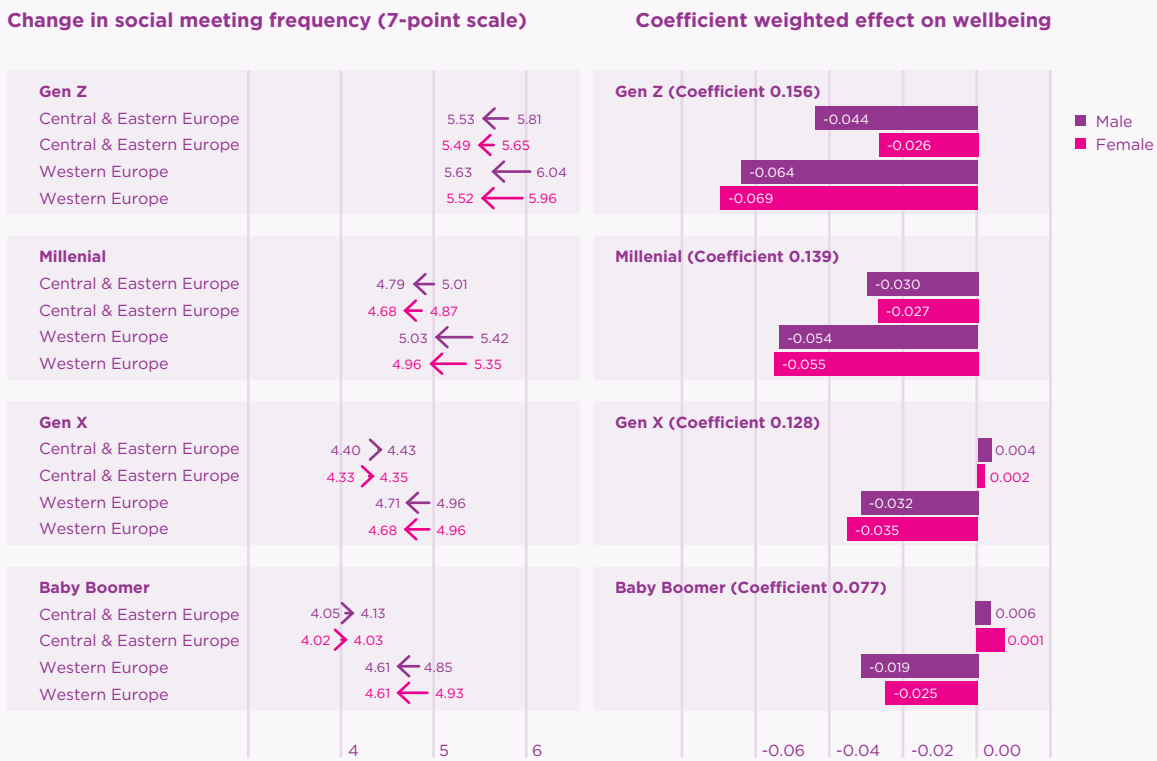 Change in social meeting frequency (7-point scale)
Gen Z
Central & Eastern Europe 5.53 5.81
Central & Eastern Europe 5.49 5.65
Western Europe 5.63 6.04
Western Europe 5.52 5.96
Millenial
Central & Eastern Europe 4.79 5.01
Central & Eastern Europe 4.68 4.87
Western Europe 5.03 5.42
Western Europe 4.96 5.35
Gen X
Central & Eastern Europe 4.40 4.43
Central & Eastern Europe 4.33 4.35
Western Europe 4.71 4.96
Western Europe 4.68 4.96
Baby Boomer
Central & Eastern Europe 4.05 4.13
Central & Eastern Europe 4.02 4.03
Western Europe 4.61 4.85
Western Europe 4.61 4.93
4 5 6
Coefficient weighted effect on wellbeing
Gen Z (Coefficient 0.156)
-0.044
-0.026
-0.064
-0.069
Millenial (Coefficient 0.139)
-0.030
-0.027
-0.054
-0.055
Gen X (Coefficient 0.128)
0.004
0.002
-0.032
-0.035
Baby Boomer (Coefficient 0.077)
0.006
0.001
-0.019
-0.025
-0.06 -0.04 -0.02 0.00
Male
Female